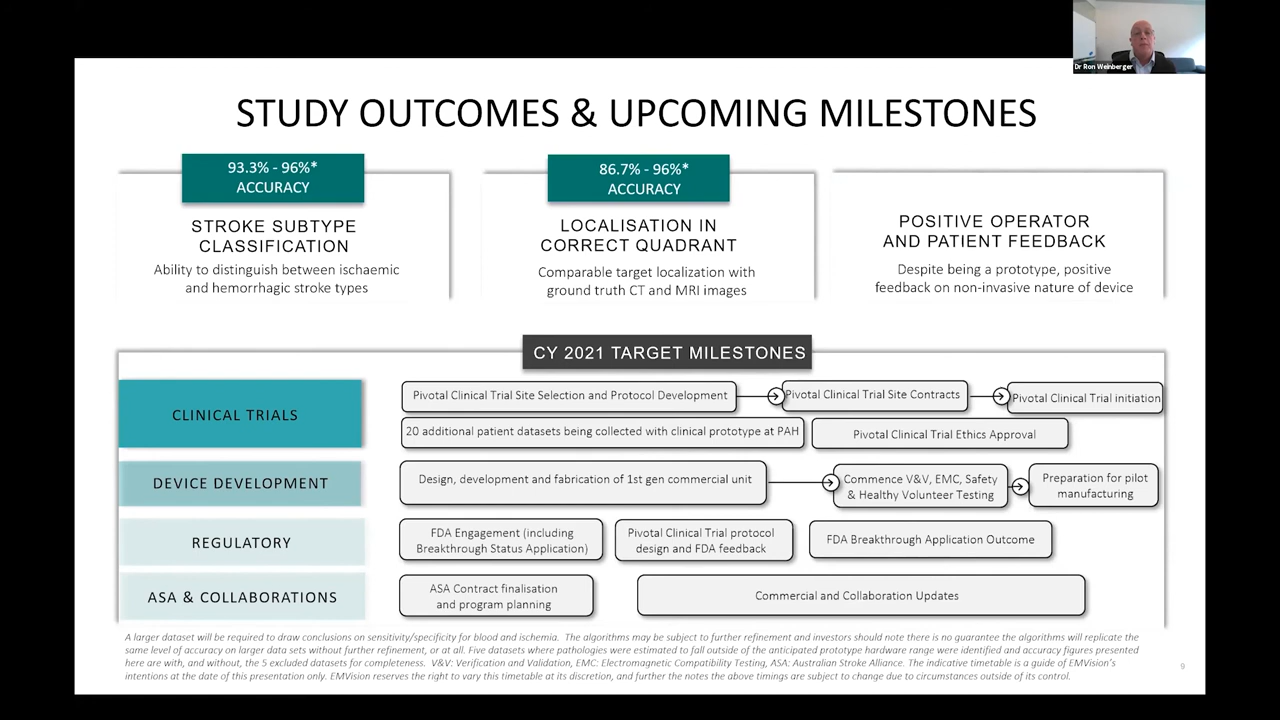 Dr Ron Weinberger
STUDY OUTCOMES & UPCOMING MILESTONES
93.3% - 96%*
ACCURACY
STROKE SUBTYPE
CLASSIFICATION
Ability to distinguish between ischaemic
and hemorrhagic stroke types
86.7% - 96%*
ACCURACY
LOCALISATION IN
CORRECT QUADRANT
Comparable target localization with
ground truth CT and MRI images
POSITIVE OPERATOR
AND PATIENT FEEDBACK
Despite being a prototype, positive
feedback on non-invasive nature of device
CY 2021 TARGET MILESTONES
CLINICAL TRIALS
Pivotal Clinical Trial Site Selection and Protocol Development
Pivotal Clinical Trial Site Contracts
Pivotal Clinical Trial initiation
20 additional patient datasets being collected with clinical prototype at PAH
Pivotal Clinical Trial Ethics Approval
DEVICE DEVELOPMENT
Design, development and fabrication of 1st gen commercial unit
Commence V&V, EMC, Safety
& Healthy Volunteer Testing
Preparation for pilot
manufacturing
REGULATORY
FDA Engagement (including
Breakthrough Status Application)
Pivotal Clinical Trial protocol
design and FDA feedback
FDA Breakthrough Application Outcome
ASA & COLLABORATIONS
ASA Contract finalisation
and program planning
Commercial and Collaboration Updates
A larger dataset will be required to draw conclusions on sensitivity/specificity for blood and ischemia. The algorithms may be subject to further refinement and investors should note there is no guarantee the algorithms will replicate the
same level of accuracy on larger data sets without further refinement, or at all. Five datasets where pathologies were estimated to fall outside of the anticipated prototype hardware range were identified and accuracy figures presented
here are with, and without, the 5 excluded datasets for completeness. V&V: Verification and Validation, EMC: Electromagnetic Compatibility Testing, ASA: Australian Stroke Alliance. The indicative timetable is a guide of EMVision's
intentions at the date of this presentation only. EMVision reserves the right to vary this timetable at its discretion, and further the notes the above timings are subject to change due to circumstances outside of its control.
9